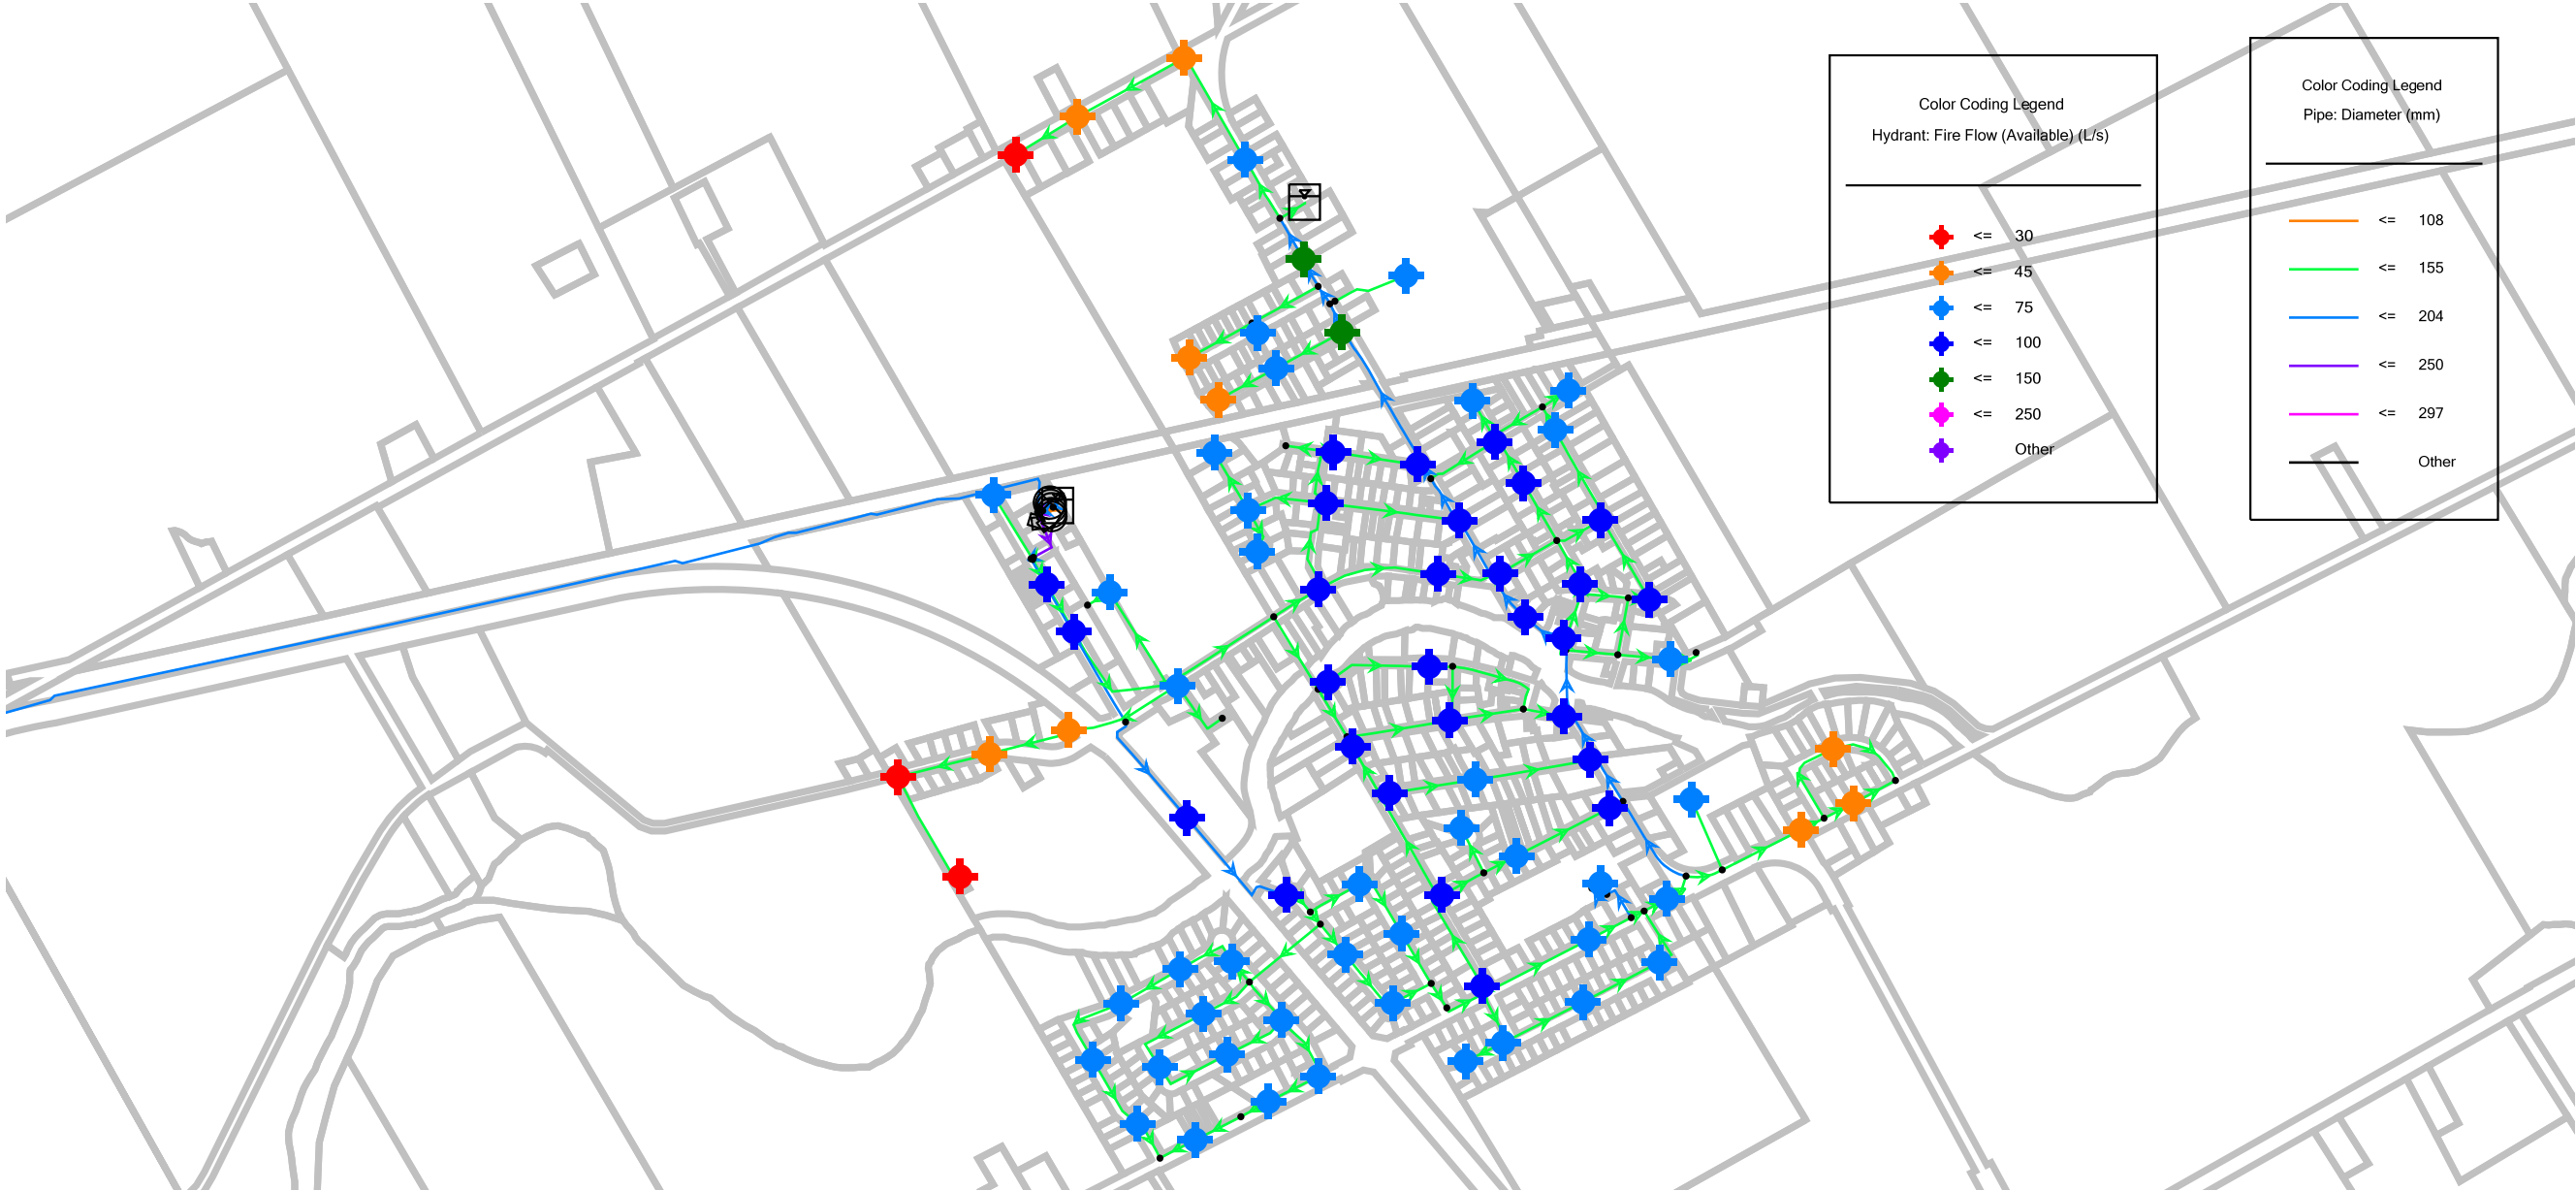 Color Coding Legend
Hydrant: Fire Flow (Available) (L/s)
<= 30
<= 45
<= 75
<= 100
<= 150
<= 250
Other
Color Coding Legend
Pipe: Diameter (mm)
<= 108
<= 155
<= 204
<= 250
<= 297
Other